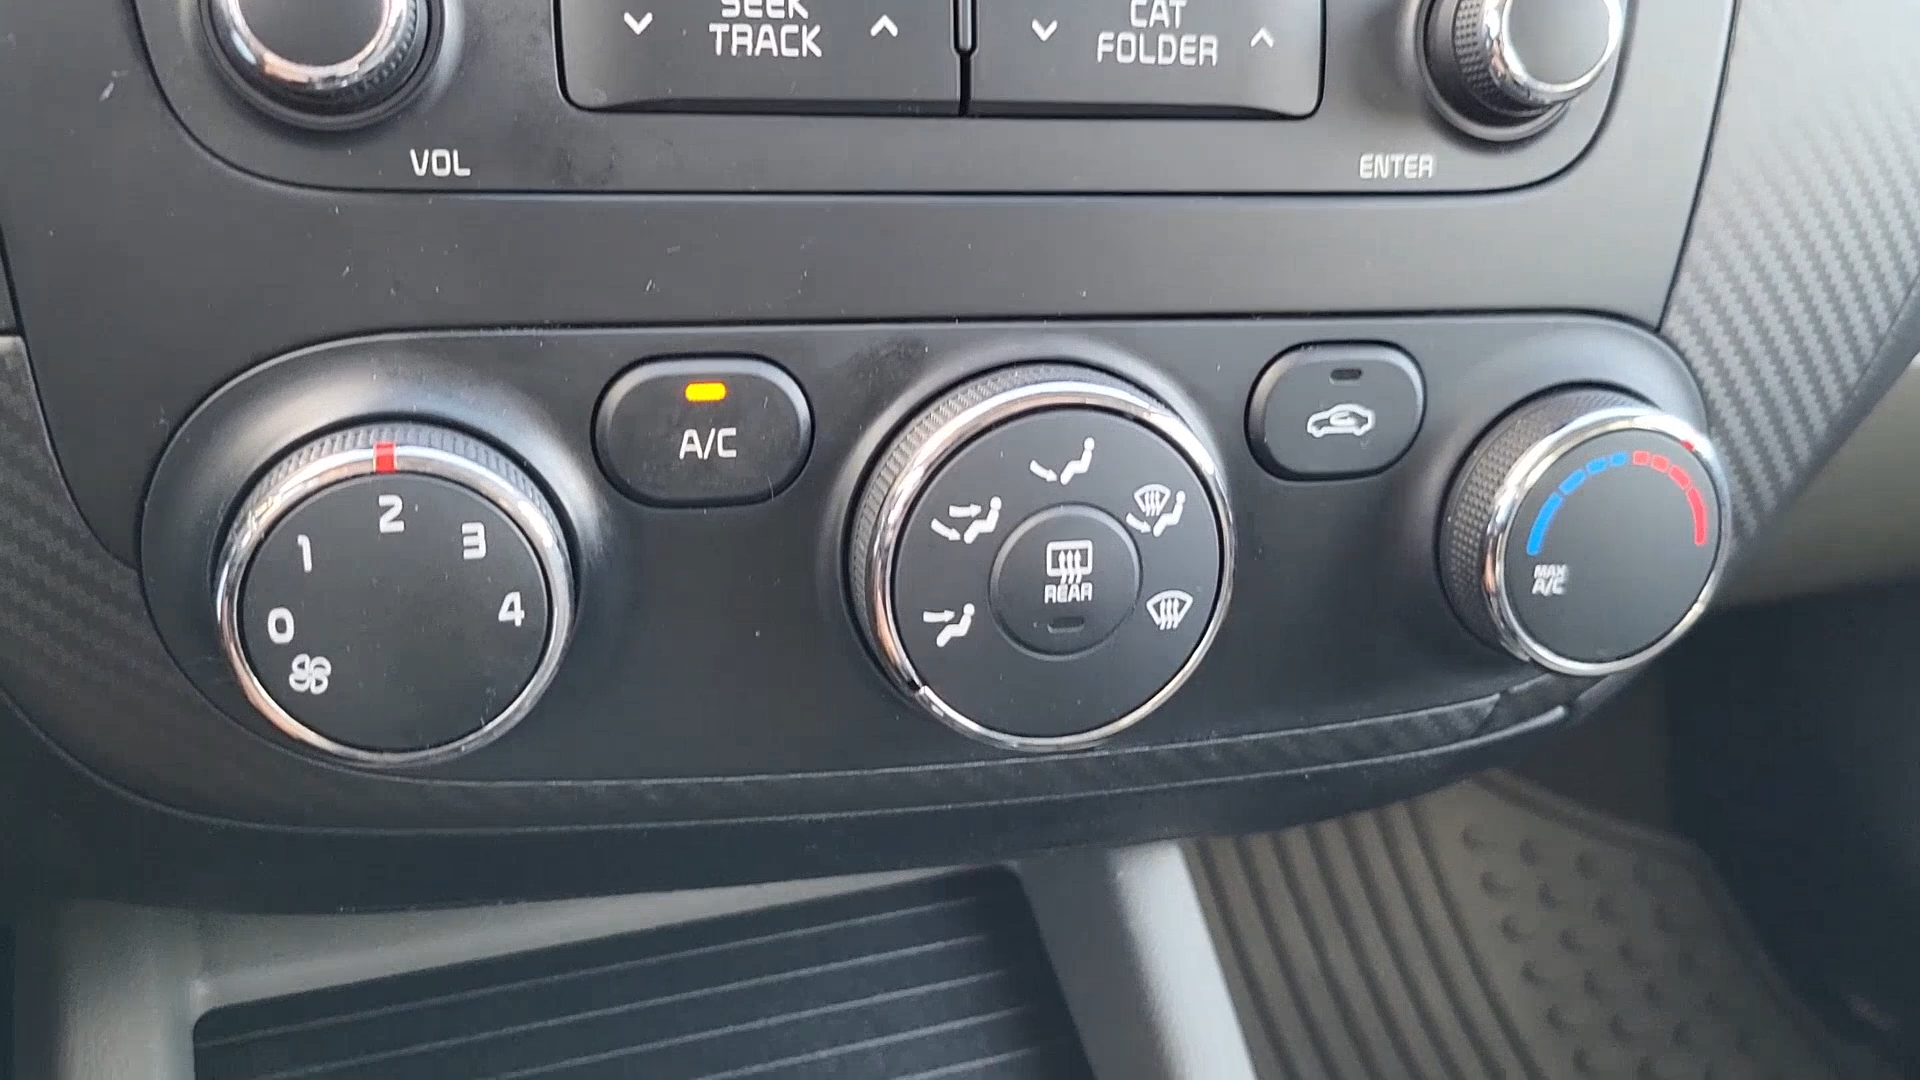 SEEK
TRACK
CAT
FOLDER
VOL
ENTER
A/C
0
1
2
3
4
REAR
MAX
A/C